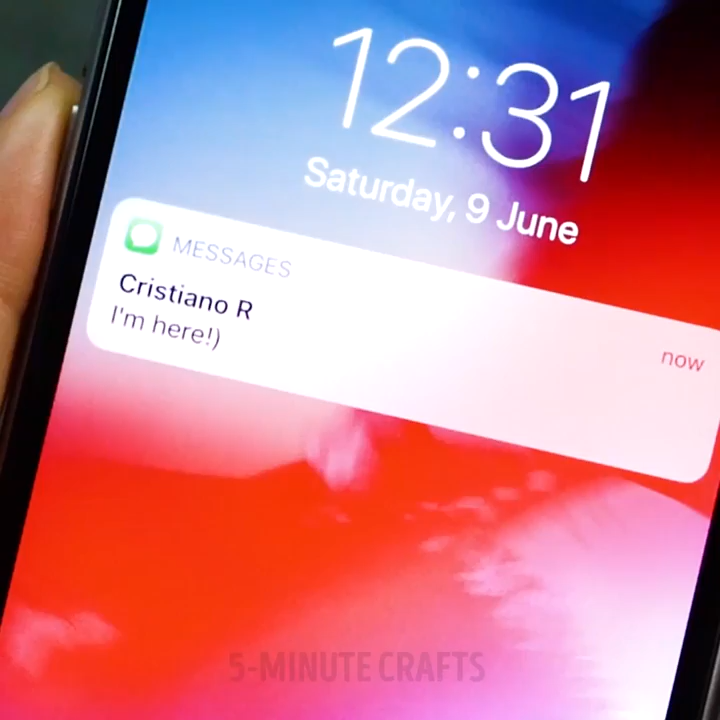 12:31
Saturday, 9 June
MESSAGES
now
Cristiano R
I'm here!)
5-MINUTE CRAFTS